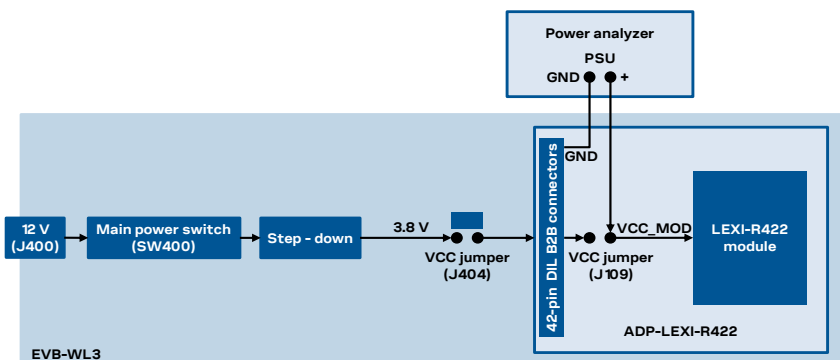 Power analyzer
PSU
GND
+
42-pin DIL B2B connectors
GND
12 V
(J400)
Main power switch
(SW400)
Step - down
3.8 V
VCC jumper
(J404)
VCC jumper
(J109)
VCC_MOD
LEXI-R422
module
ADP-LEXI-R422
EVB-WL3